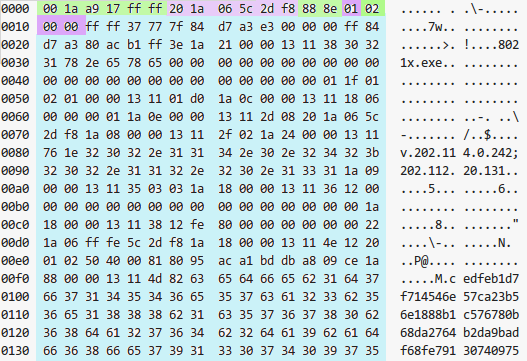 0000 00 1a a9 17 ff ff 20 1a 06 5c 2d f8 88 8e 01 02 ...... . .\-.....
0010 00 00 ff ff 37 77 7f 84 d7 a3 e3 00 00 00 ff 84 ....7w.. ........
0020 d7 a3 80 ac b1 ff 3e 1a 21 00 00 13 11 38 30 32 ......>. !....802
0030 31 78 2e 65 78 65 00 00 00 00 00 00 00 00 00 00 1x.exe.. ........
0040 00 00 00 00 00 00 00 00 00 00 00 00 00 01 1f 01 ........ ........
0050 02 01 00 00 13 11 01 d0 1a 0c 00 00 13 11 18 06 ........ ........
0060 00 00 00 01 1a 0e 00 00 13 11 2d 08 20 1a 06 5c ........ ..-. ..\
0070 2d f8 1a 08 00 00 13 11 2f 02 1a 24 00 00 13 11 -....... /..$....
0080 76 1e 32 30 32 2e 31 31 34 2e 30 2e 32 34 32 3b v.202.11 4.0.242;
0090 32 30 32 2e 31 31 32 2e 32 30 2e 31 33 31 1a 09 202.112. 20.131..
00a0 00 00 13 11 35 03 03 1a 18 00 00 13 11 36 12 00 ....5... .....6..
00b0 00 00 00 00 00 00 00 00 00 00 00 00 00 00 00 1a ........ ........
00c0 18 00 00 13 11 38 12 fe 80 00 00 00 00 00 00 22 .....8.. ......."
00d0 1a 06 ff fe 5c 2d f8 1a 18 00 00 13 11 4e 12 20 ....\-.. .....N.
00e0 01 02 50 40 00 81 80 95 ac a1 bd db a8 09 ce 1a ..P@.... ........
00f0 88 00 00 13 11 4d 82 63 65 64 66 65 62 31 64 37 .....M.c edfeb1d7
0100 66 37 31 34 35 34 36 65 35 37 63 61 32 33 62 35 f714546e 57ca23b5
0110 36 65 31 38 38 38 62 31 63 35 37 36 37 38 30 62 6e1888b1 c576780b
0120 36 38 64 61 32 37 36 34 62 32 64 61 39 62 61 64 68da2764 b2da9bad
0130 66 36 38 66 65 37 39 31 33 30 37 34 30 39 37 35 f68fe791 30740975